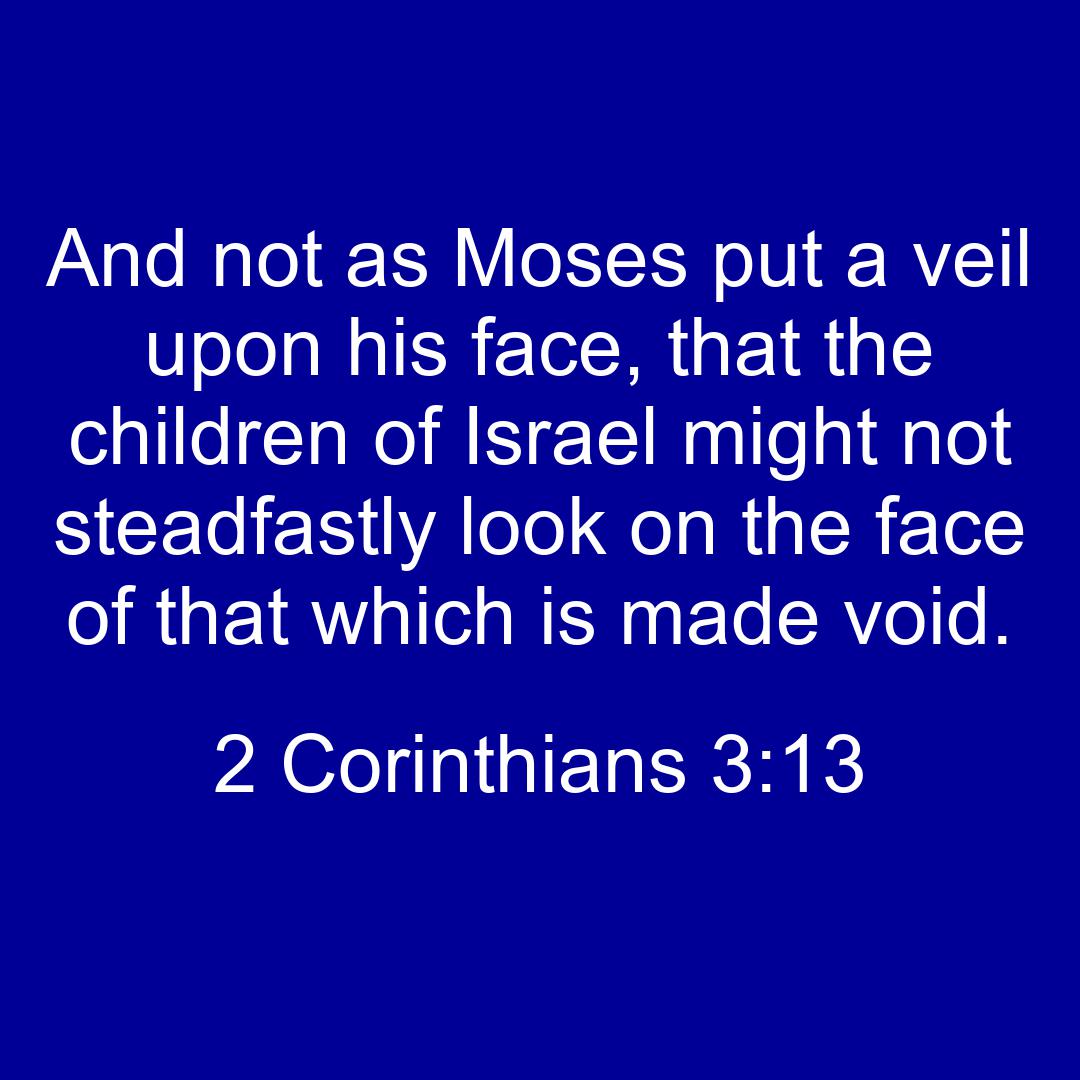 And not as Moses put a veil
upon his face, that the
children of Israel might not
steadfastly look on the face
of that which is made void.
2 Corinthians 3:13